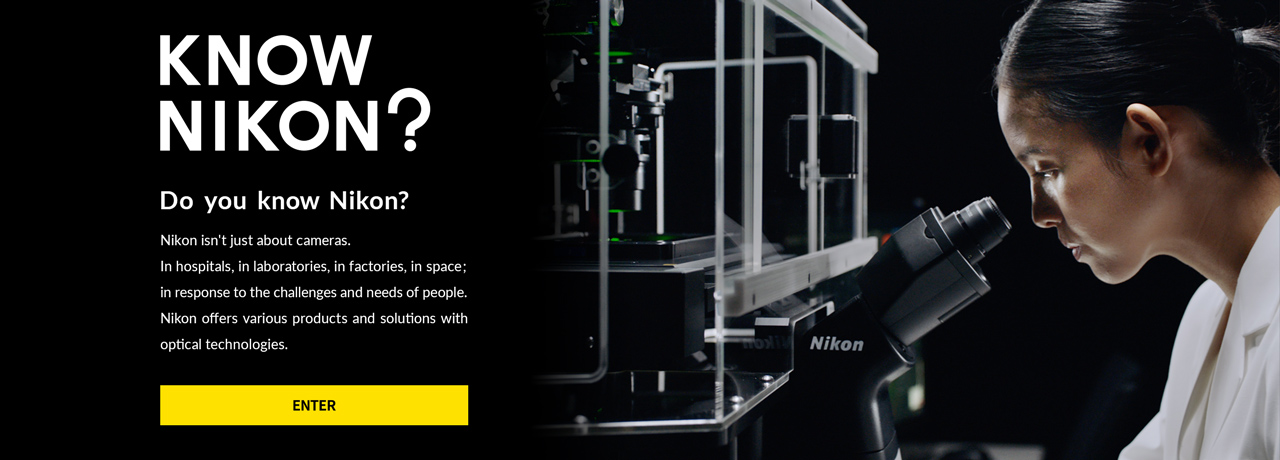 KNOW
NIKON?
Do you know Nikon?
Nikon isn't just about cameras.
In hospitals, in laboratories, in factories, in space;
in response to the challenges and needs of people.
Nikon offers various products and solutions with
optical technologies.
ENTER
Nikon